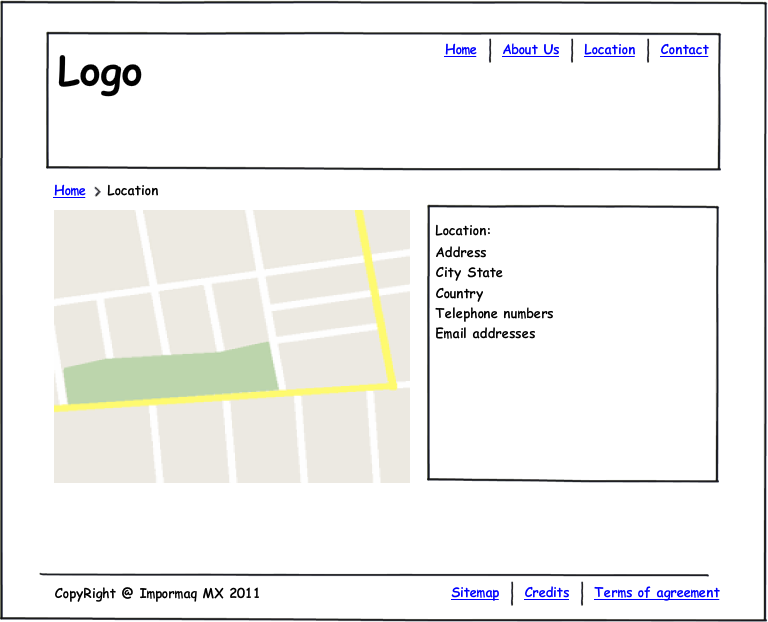 Home About Us Location Contact
Logo
Home > Location
Location:
Address
City State
Country
Telephone numbers
Email addresses
CopyRight @ Impormaq MX 2011
Sitemap Credits Terms of agreement